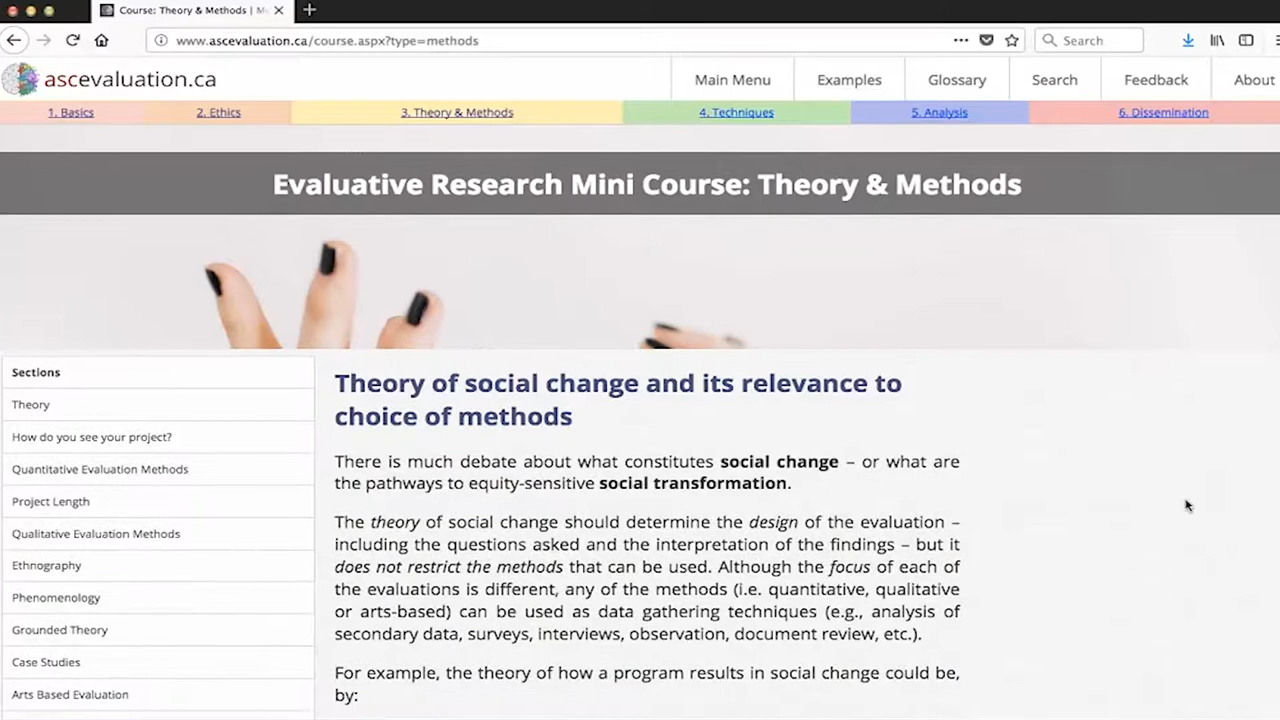 Course: Theory & Methods |
www.ascevaluation.ca/course.aspx?type=methods
Search
ascevaluation.ca
Main Menu
Examples
Glossary
Search
Feedback
About
1. Basics
2. Ethics
3. Theory & Methods
4. Techniques
5. Analysis
6. Dissemination
Evaluative Research Mini Course: Theory & Methods
Sections
Theory
How do you see your project?
Quantitative Evaluation Methods
Project Length
Qualitative Evaluation Methods
Ethnography
Phenomenology
Grounded Theory
Case Studies
Arts Based Evaluation
Theory of social change and its relevance to
choice of methods
There is much debate about what constitutes social change – or what are
the pathways to equity-sensitive social transformation.
The theory of social change should determine the design of the evaluation –
including the questions asked and the interpretation of the findings – but it
does not restrict the methods that can be used. Although the focus of each of
the evaluations is different, any of the methods (i.e. quantitative, qualitative
or arts-based) can be used as data gathering techniques (e.g., analysis of
secondary data, surveys, interviews, observation, document review, etc.).
For example, the theory of how a program results in social change could be,
by: